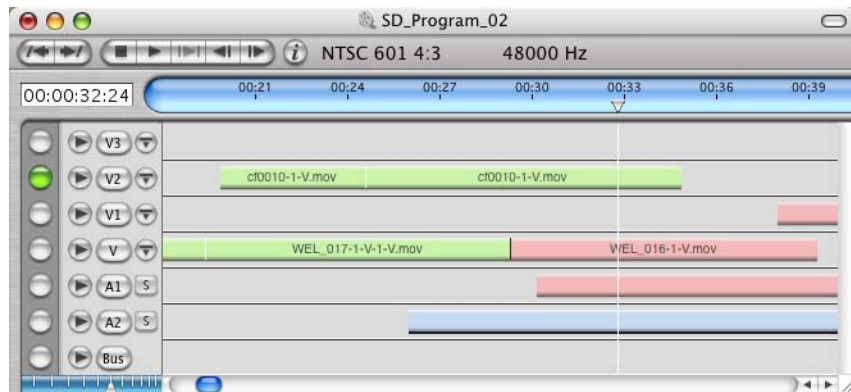 SD_Program_02
i NTSC 601 4:3 48000 Hz
00:00:32:24 00:21 00:24 00:27 00:30 00:33 00:36 00:39
V3
V2 cf0010-1-V.mov cf0010-1-V.mov
V1
V WEL_017-1-V-1-V.mov WEL_016-1-V.mov
A1 S
A2 S
Bus